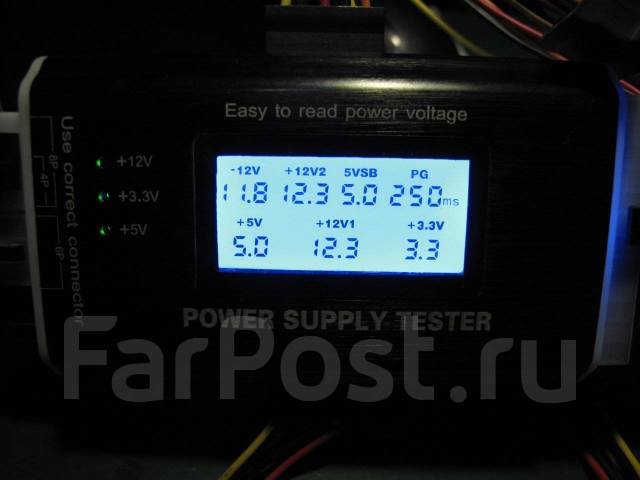 Easy to read power voltage
Use correct connector
8P
4P
6P
+12V
+3.3V
+5V
-12V +12V2 5VSB PG
11.8 12.3 5.0 250ms
+5V +12V1 +3.3V
5.0 12.3 3.3
POWER SUPPLY TESTER
FarPost.ru